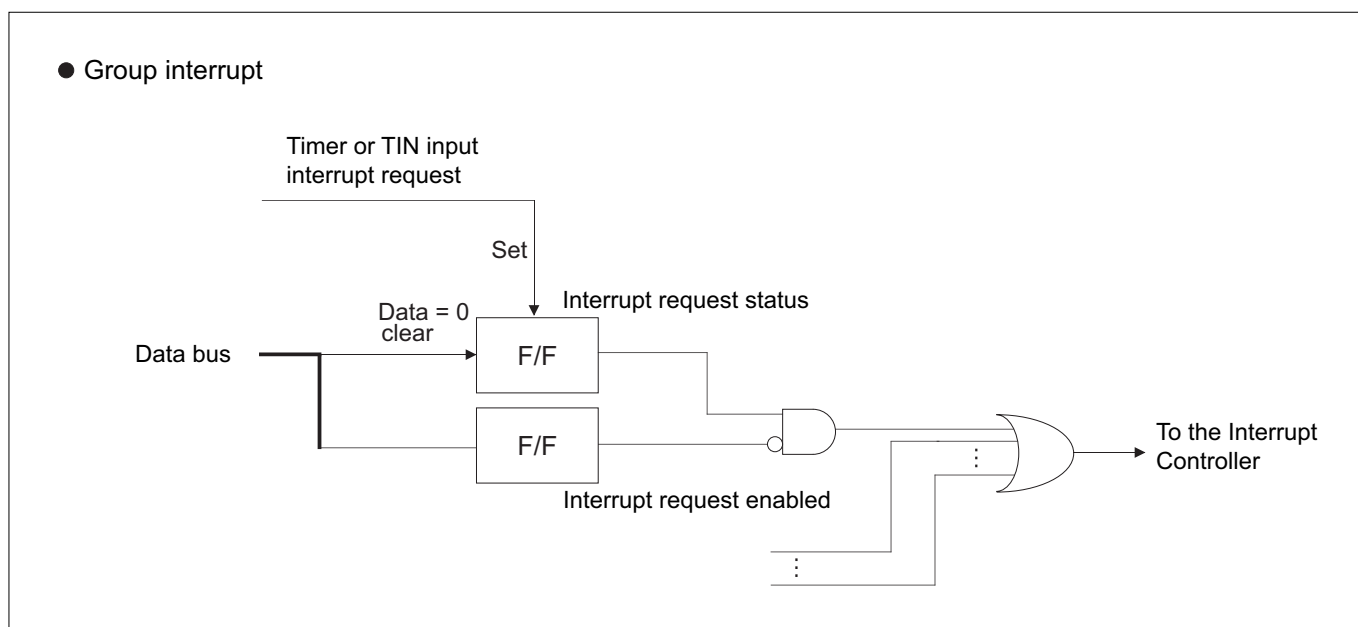 ● Group interrupt
Timer or TIN input
interrupt request
Set
Data = 0
clear
Interrupt request status
Data bus
F/F
F/F
Interrupt request enabled
To the Interrupt
Controller